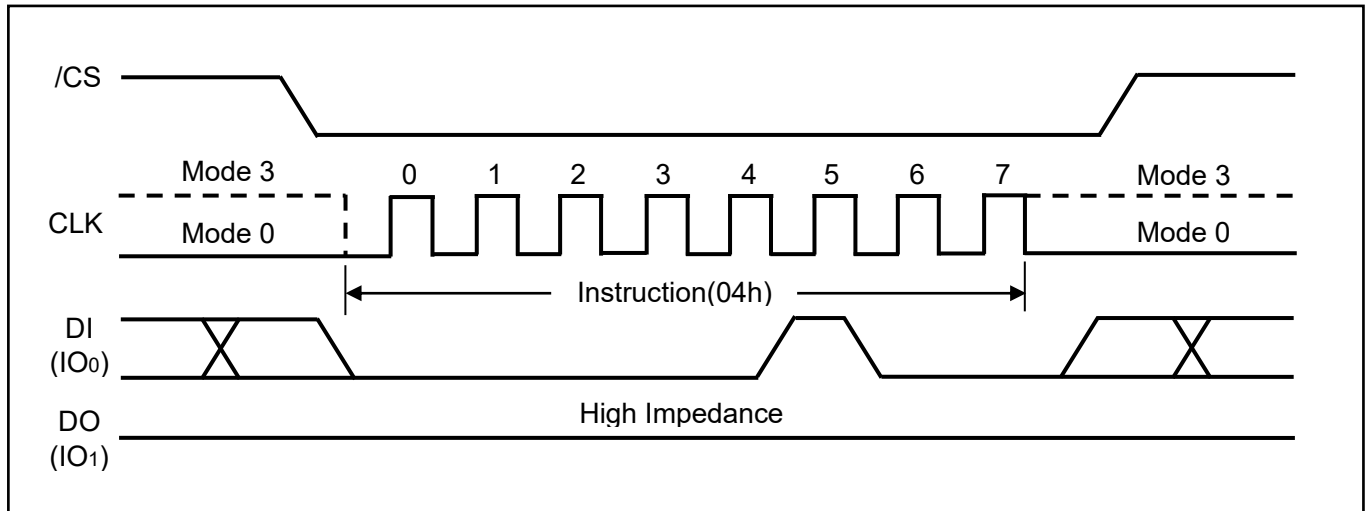 /CS
Mode 3
0 1 2 3 4 5 6 7
Mode 3
CLK
Mode 0
Mode 0
Instruction(04h)
DI
(IO0)
High Impedance
DO
(IO1)